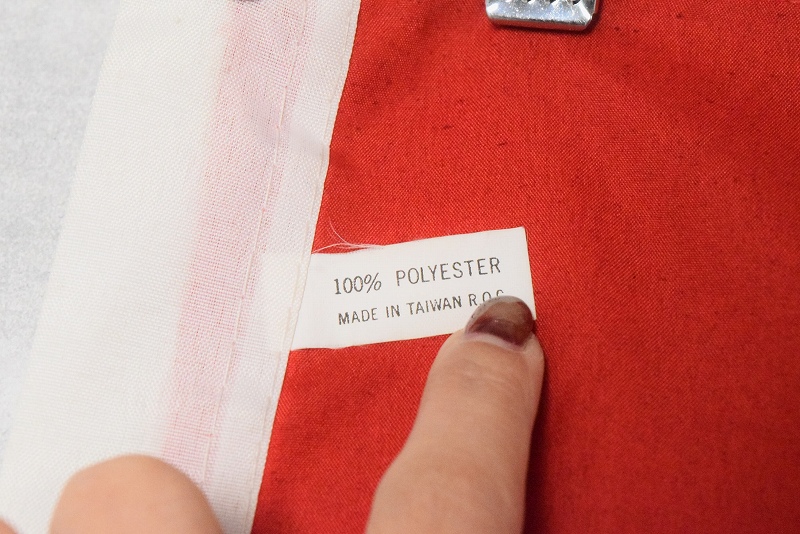 100% POLYESTER
MADE IN TAIWAN R.O.C